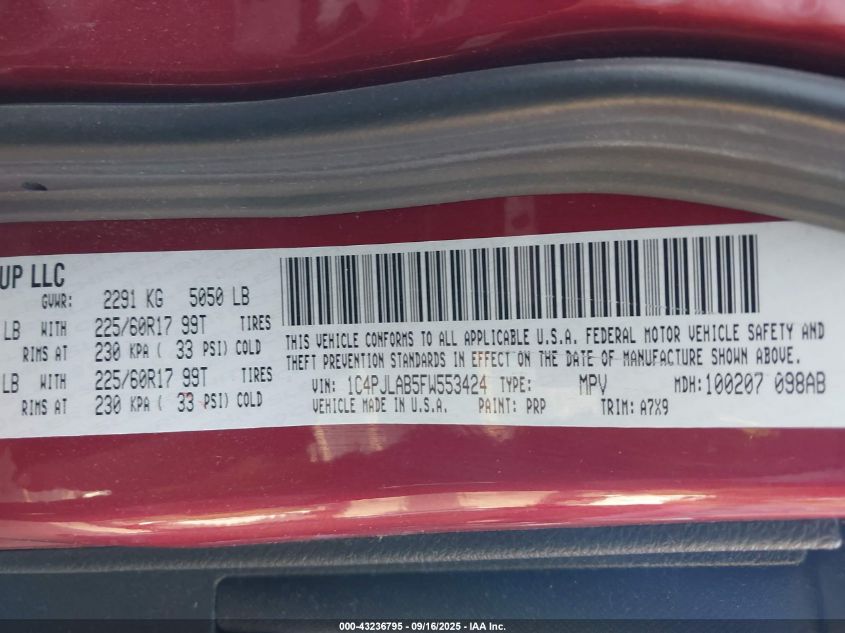 UP LLC
GVWR: 2291 KG 5050 LB
LB WITH 225/60R17 99T TIRES
RIMS AT 230 KPA ( 33 PSI) COLD
LB WITH 225/60R17 99T TIRES
RIMS AT 230 KPA ( 33 PSI) COLD
THIS VEHICLE CONFORMS TO ALL APPLICABLE U.S.A. FEDERAL MOTOR VEHICLE SAFETY AND
THEFT PREVENTION STANDARDS IN EFFECT ON THE DATE OF MANUFACTURE SHOWN ABOVE.
VIN: 1C4PJLAB5FW553424 TYPE: MPV MDH:100207 098AB
VEHICLE MADE IN U.S.A. PAINT: PRP TRIM: A7X9
000-43236795 - 09/16/2025 - IAA Inc.